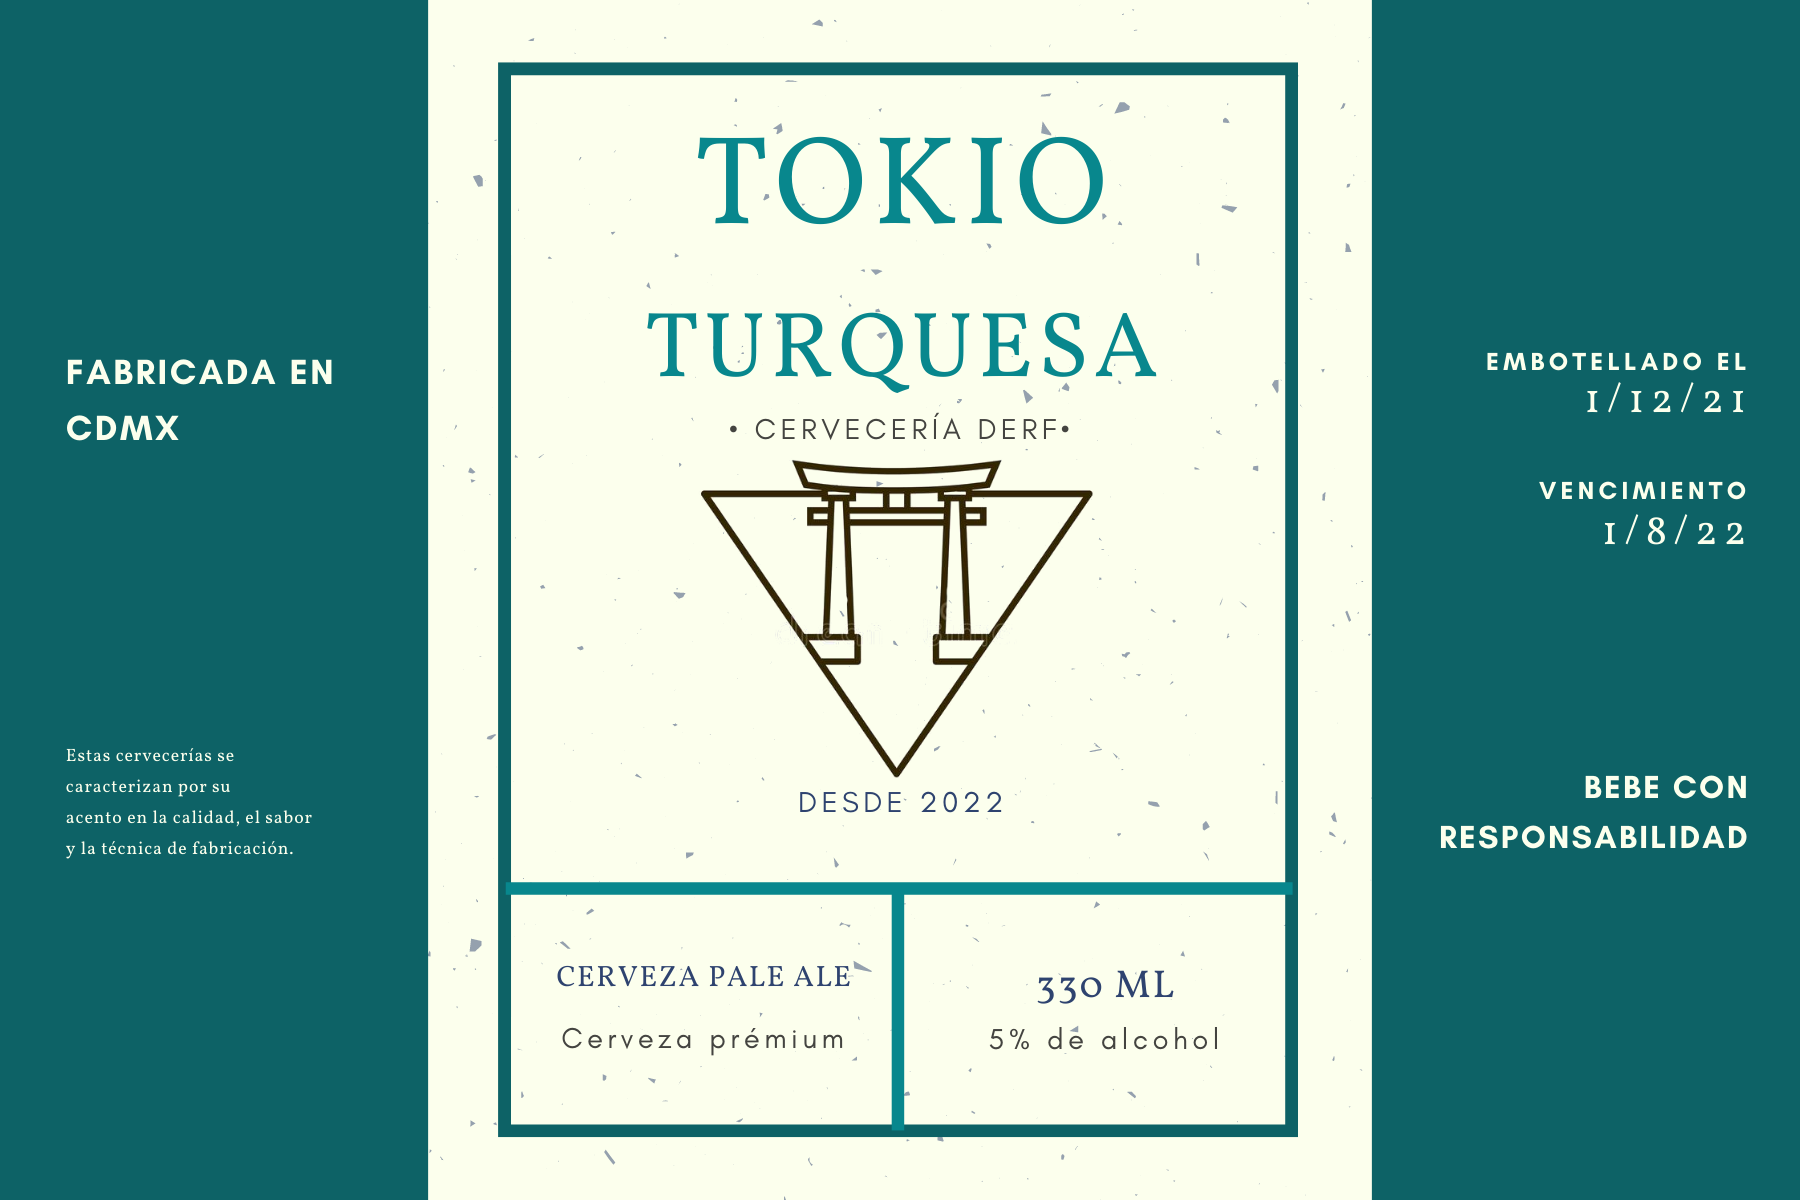 FABRICADA EN
CDMX
Estas cervecerías se
caracterizan por su
acento en la calidad, el sabor
y la técnica de fabricación.
TOKIO
TURQUESA
• CERVECERÍA DERF•
DESDE 2022
CERVEZA PALE ALE
Cerveza prémium
330 ML
5% de alcohol
EMBOTELLADO EL
1/12/21
VENCIMIENTO
1/8/22
BEBE CON
RESPONSABILIDAD